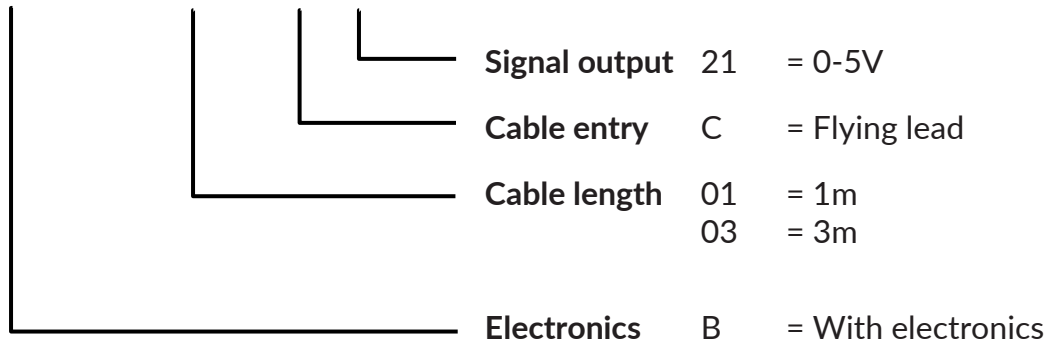 Signal output 21 = 0-5V
Cable entry C = Flying lead
Cable length 01 = 1m
03 = 3m
Electronics B = With electronics